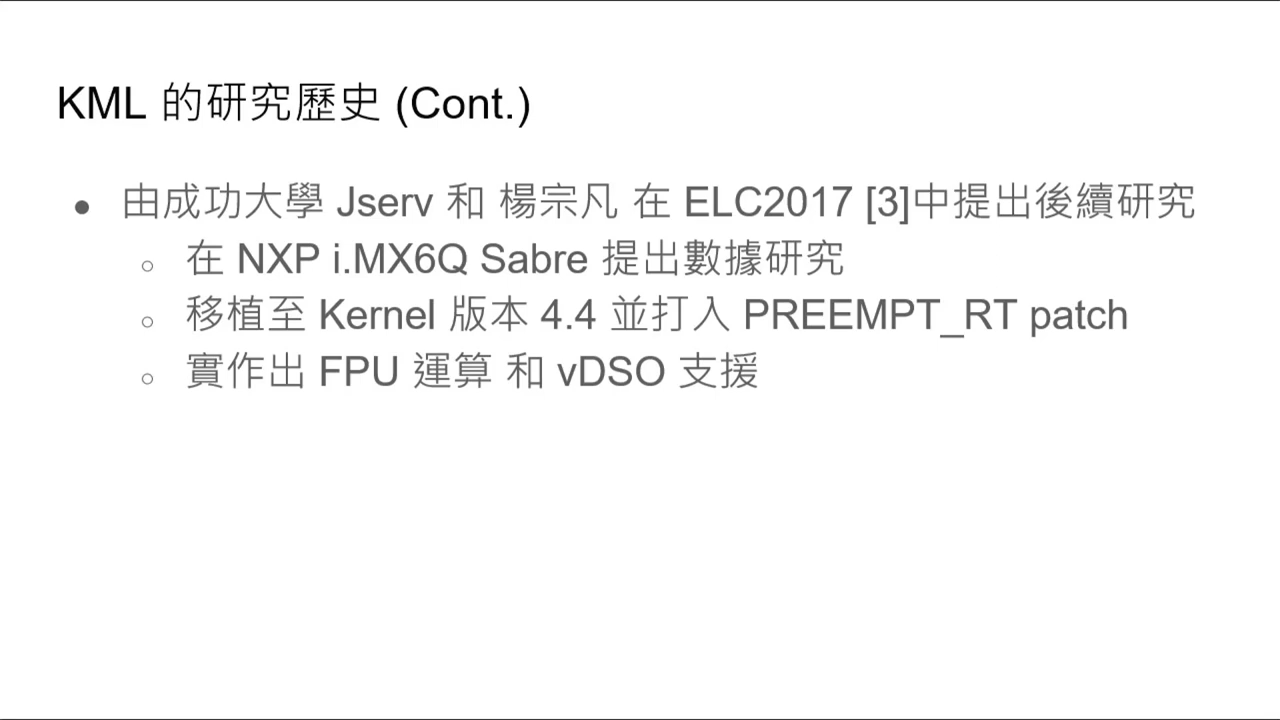 KML 的研究歷史 (Cont.)
● 由成功大學 Jserv 和 楊宗凡 在 ELC2017 [3]中提出後續研究
○ 在 NXP i.MX6Q Sabre 提出數據研究
○ 移植至 Kernel 版本 4.4 並打入 PREEMPT_RT patch
○ 實作出 FPU 運算 和 vDSO 支援